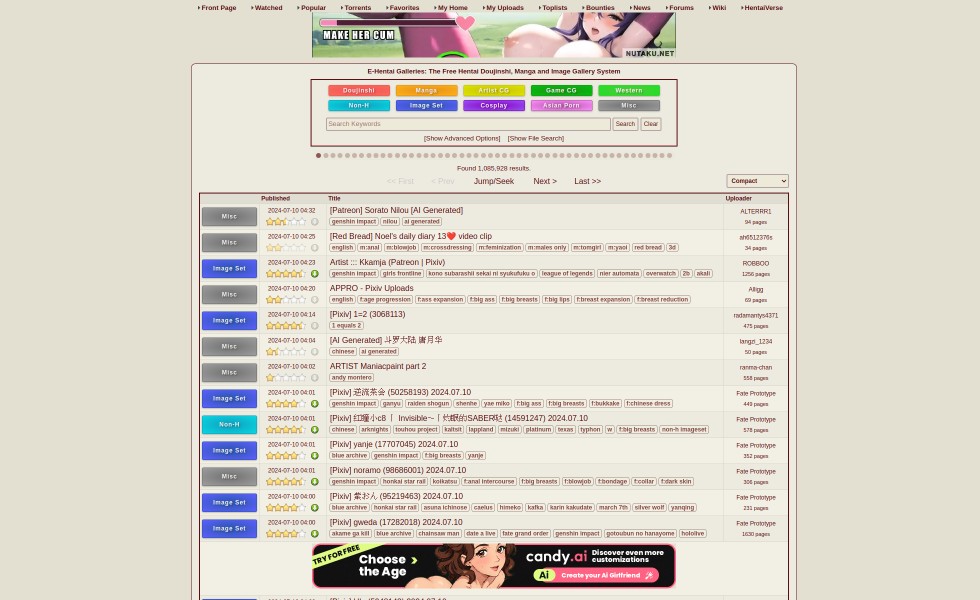 Front Page Watched Popular Torrents Favorites My Home My Uploads Toplists Bounties News Forums Wiki HentaiVerse
MAKE HER CUM
NUTAKU.NET
E-Hentai Galleries: The Free Hentai Doujinshi, Manga and Image Gallery System
Doujinshi Manga Artist CG Game CG Western
Non-H Image Set Cosplay Asian Porn Misc
Search Keywords Search Clear
[Show Advanced Options] [Show File Search]
Found 1,085,928 results.
<< First < Prev Jump/Seek Next > Last >> Compact
Published Title Uploader
Misc 2024-07-10 04:32 [Patreon] Sorato Nilou [AI Generated] ALTERRR1
genshin impact nilou ai generated 94 pages
Misc 2024-07-10 04:25 [Red Bread] Noel's daily diary 13❤️ video clip ah6512376s
english m:anal m:blowjob m:crossdressing m:feminization m:males only m:tomgirl m:yaoi red bread 3d 34 pages
Image Set 2024-07-10 04:23 Artist ::: Kkamja (Patreon | Pixiv) ROBBOO
genshin impact girls frontline kono subarashii sekai ni syukufuku o league of legends nier automata overwatch 2b akali 1256 pages
Misc 2024-07-10 04:20 APPRO - Pixiv Uploads Alligg
english f:age progression f:ass expansion f:big ass f:big breasts f:big lips f:breast expansion f:breast reduction 69 pages
Image Set 2024-07-10 04:14 [Pixiv] 1=2 (3068113) radamantys4371
1 equals 2 475 pages
Misc 2024-07-10 04:04 [AI Generated] 斗罗大陆 唐月华 langzi_1234
chinese ai generated 50 pages
Misc 2024-07-10 04:02 ARTIST Maniacpaint part 2 ranma-chan
andy montero 558 pages
Image Set 2024-07-10 04:01 [Pixiv] 逆流茶会 (50258193) 2024.07.10 Fate Prototype
genshin impact ganyu raiden shogun shenhe yae miko f:big ass f:big breasts f:bukkake f:chinese dress 449 pages
Non-H 2024-07-10 04:01 [Pixiv] 红瞳小c8 「 Invisible～「灼眠的SABER哒 (14591247) 2024.07.10 Fate Prototype
chinese arknights touhou project kaltsit lappland mizuki platinum texas typhon w f:big breasts non-h imageset 578 pages
Image Set 2024-07-10 04:01 [Pixiv] yanje (17707045) 2024.07.10 Fate Prototype
blue archive genshin impact f:big breasts yanje 352 pages
Misc 2024-07-10 04:01 [Pixiv] noramo (98686001) 2024.07.10 Fate Prototype
genshin impact honkai star rail koikatsu f:anal intercourse f:big breasts f:blowjob f:bondage f:collar f:dark skin 306 pages
Image Set 2024-07-10 04:00 [Pixiv] 紫おん (95219463) 2024.07.10 Fate Prototype
blue archive honkai star rail asuna ichinose caelus himeko kafka karin kakudate march 7th silver wolf yanqing 231 pages
Image Set 2024-07-10 04:00 [Pixiv] gweda (17282018) 2024.07.10 Fate Prototype
akame ga kill blue archive chainsaw man date a live fate grand order genshin impact gotoubun no hanayome hololive 1630 pages
TRY FOR FREE Choose the Age candy.ai Discover even more customizations
Ai Create your AI Girlfriend